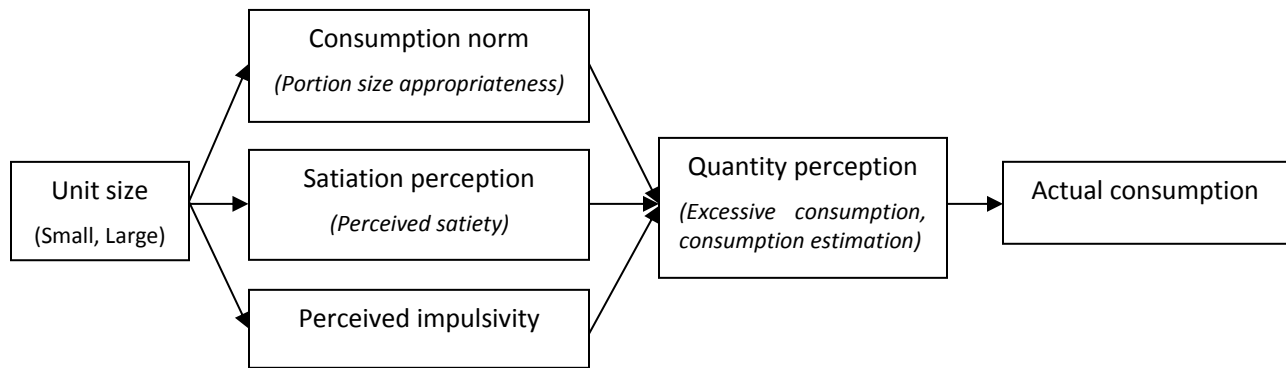 Unit size
(Small, Large)
Consumption norm
(Portion size appropriateness)
Satiation perception
(Perceived satiety)
Perceived impulsivity
Quantity perception
(Excessive consumption,
consumption estimation)
Actual consumption